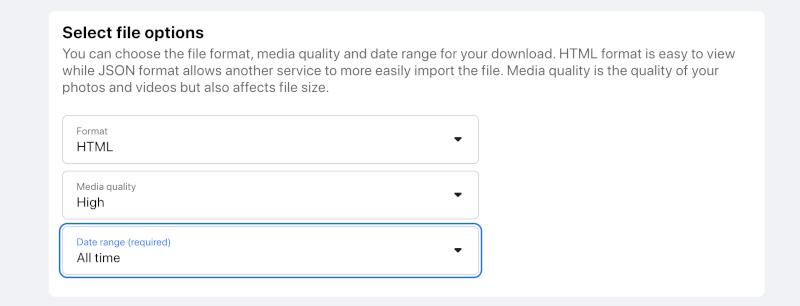 Select file options
You can choose the file format, media quality and date range for your download. HTML format is easy to view
while JSON format allows another service to more easily import the file. Media quality is the quality of your
photos and videos but also affects file size.
Format
HTML
Media quality
High
Date range (required)
All time